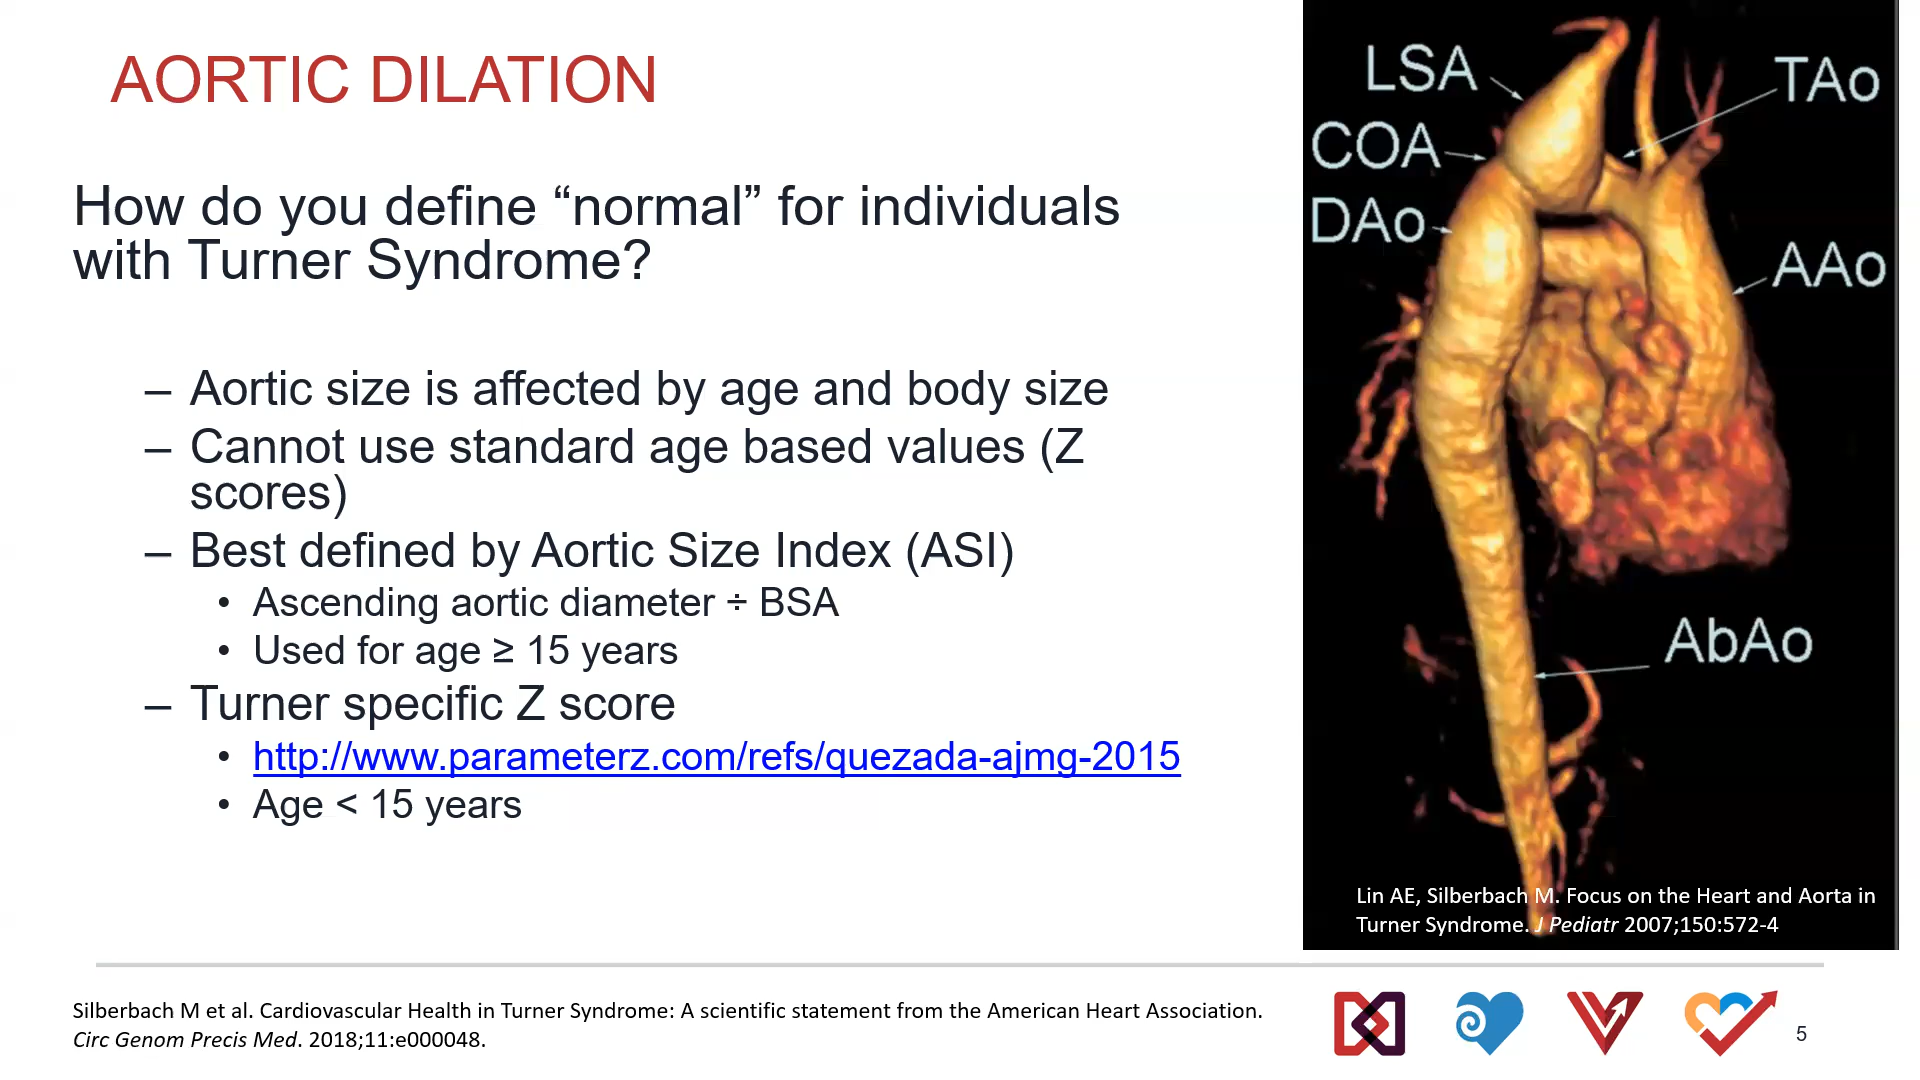 AORTIC DILATION
How do you define “normal” for individuals
with Turner Syndrome?
– Aortic size is affected by age and body size
– Cannot use standard age based values (Z
scores)
– Best defined by Aortic Size Index (ASI)
• Ascending aortic diameter ÷ BSA
• Used for age ≥ 15 years
– Turner specific Z score
• http://www.parameterz.com/refs/quezada-ajmg-2015
• Age < 15 years
LSA
TAo
COA
DAo
AAo
AbAo
Lin AE, Silberbach M. Focus on the Heart and Aorta in
Turner Syndrome. J Pediatr 2007;150:572-4
Silberbach M et al. Cardiovascular Health in Turner Syndrome: A scientific statement from the American Heart Association.
Circ Genom Precis Med. 2018;11:e000048.
5